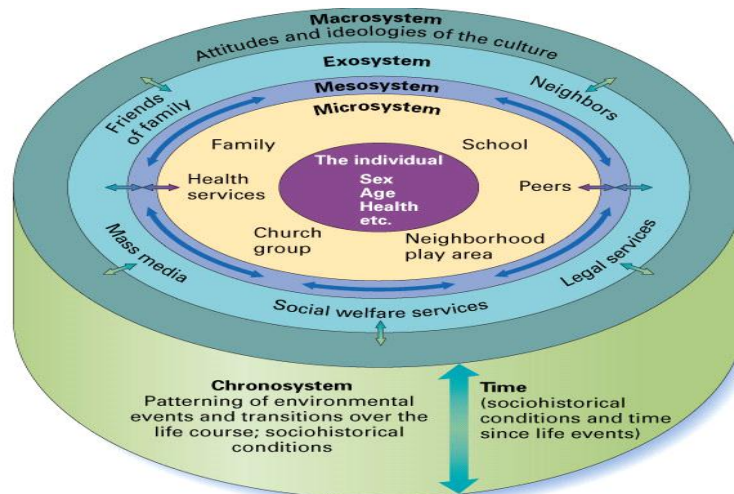 Macrosystem
Attitudes and ideologies of the culture
Exosystem
Mesosystem
Microsystem
Friends
of family
Neighbors
Family
School
The individual
Sex
Age
Health
etc.
Health
services
Peers
Church
group
Neighborhood
play area
Mass media
Legal services
Social welfare services
Chronosystem
Patterning of environmental
events and transitions over the
life course; sociohistorical
conditions
Time
(sociohistorical
conditions and time
since life events)